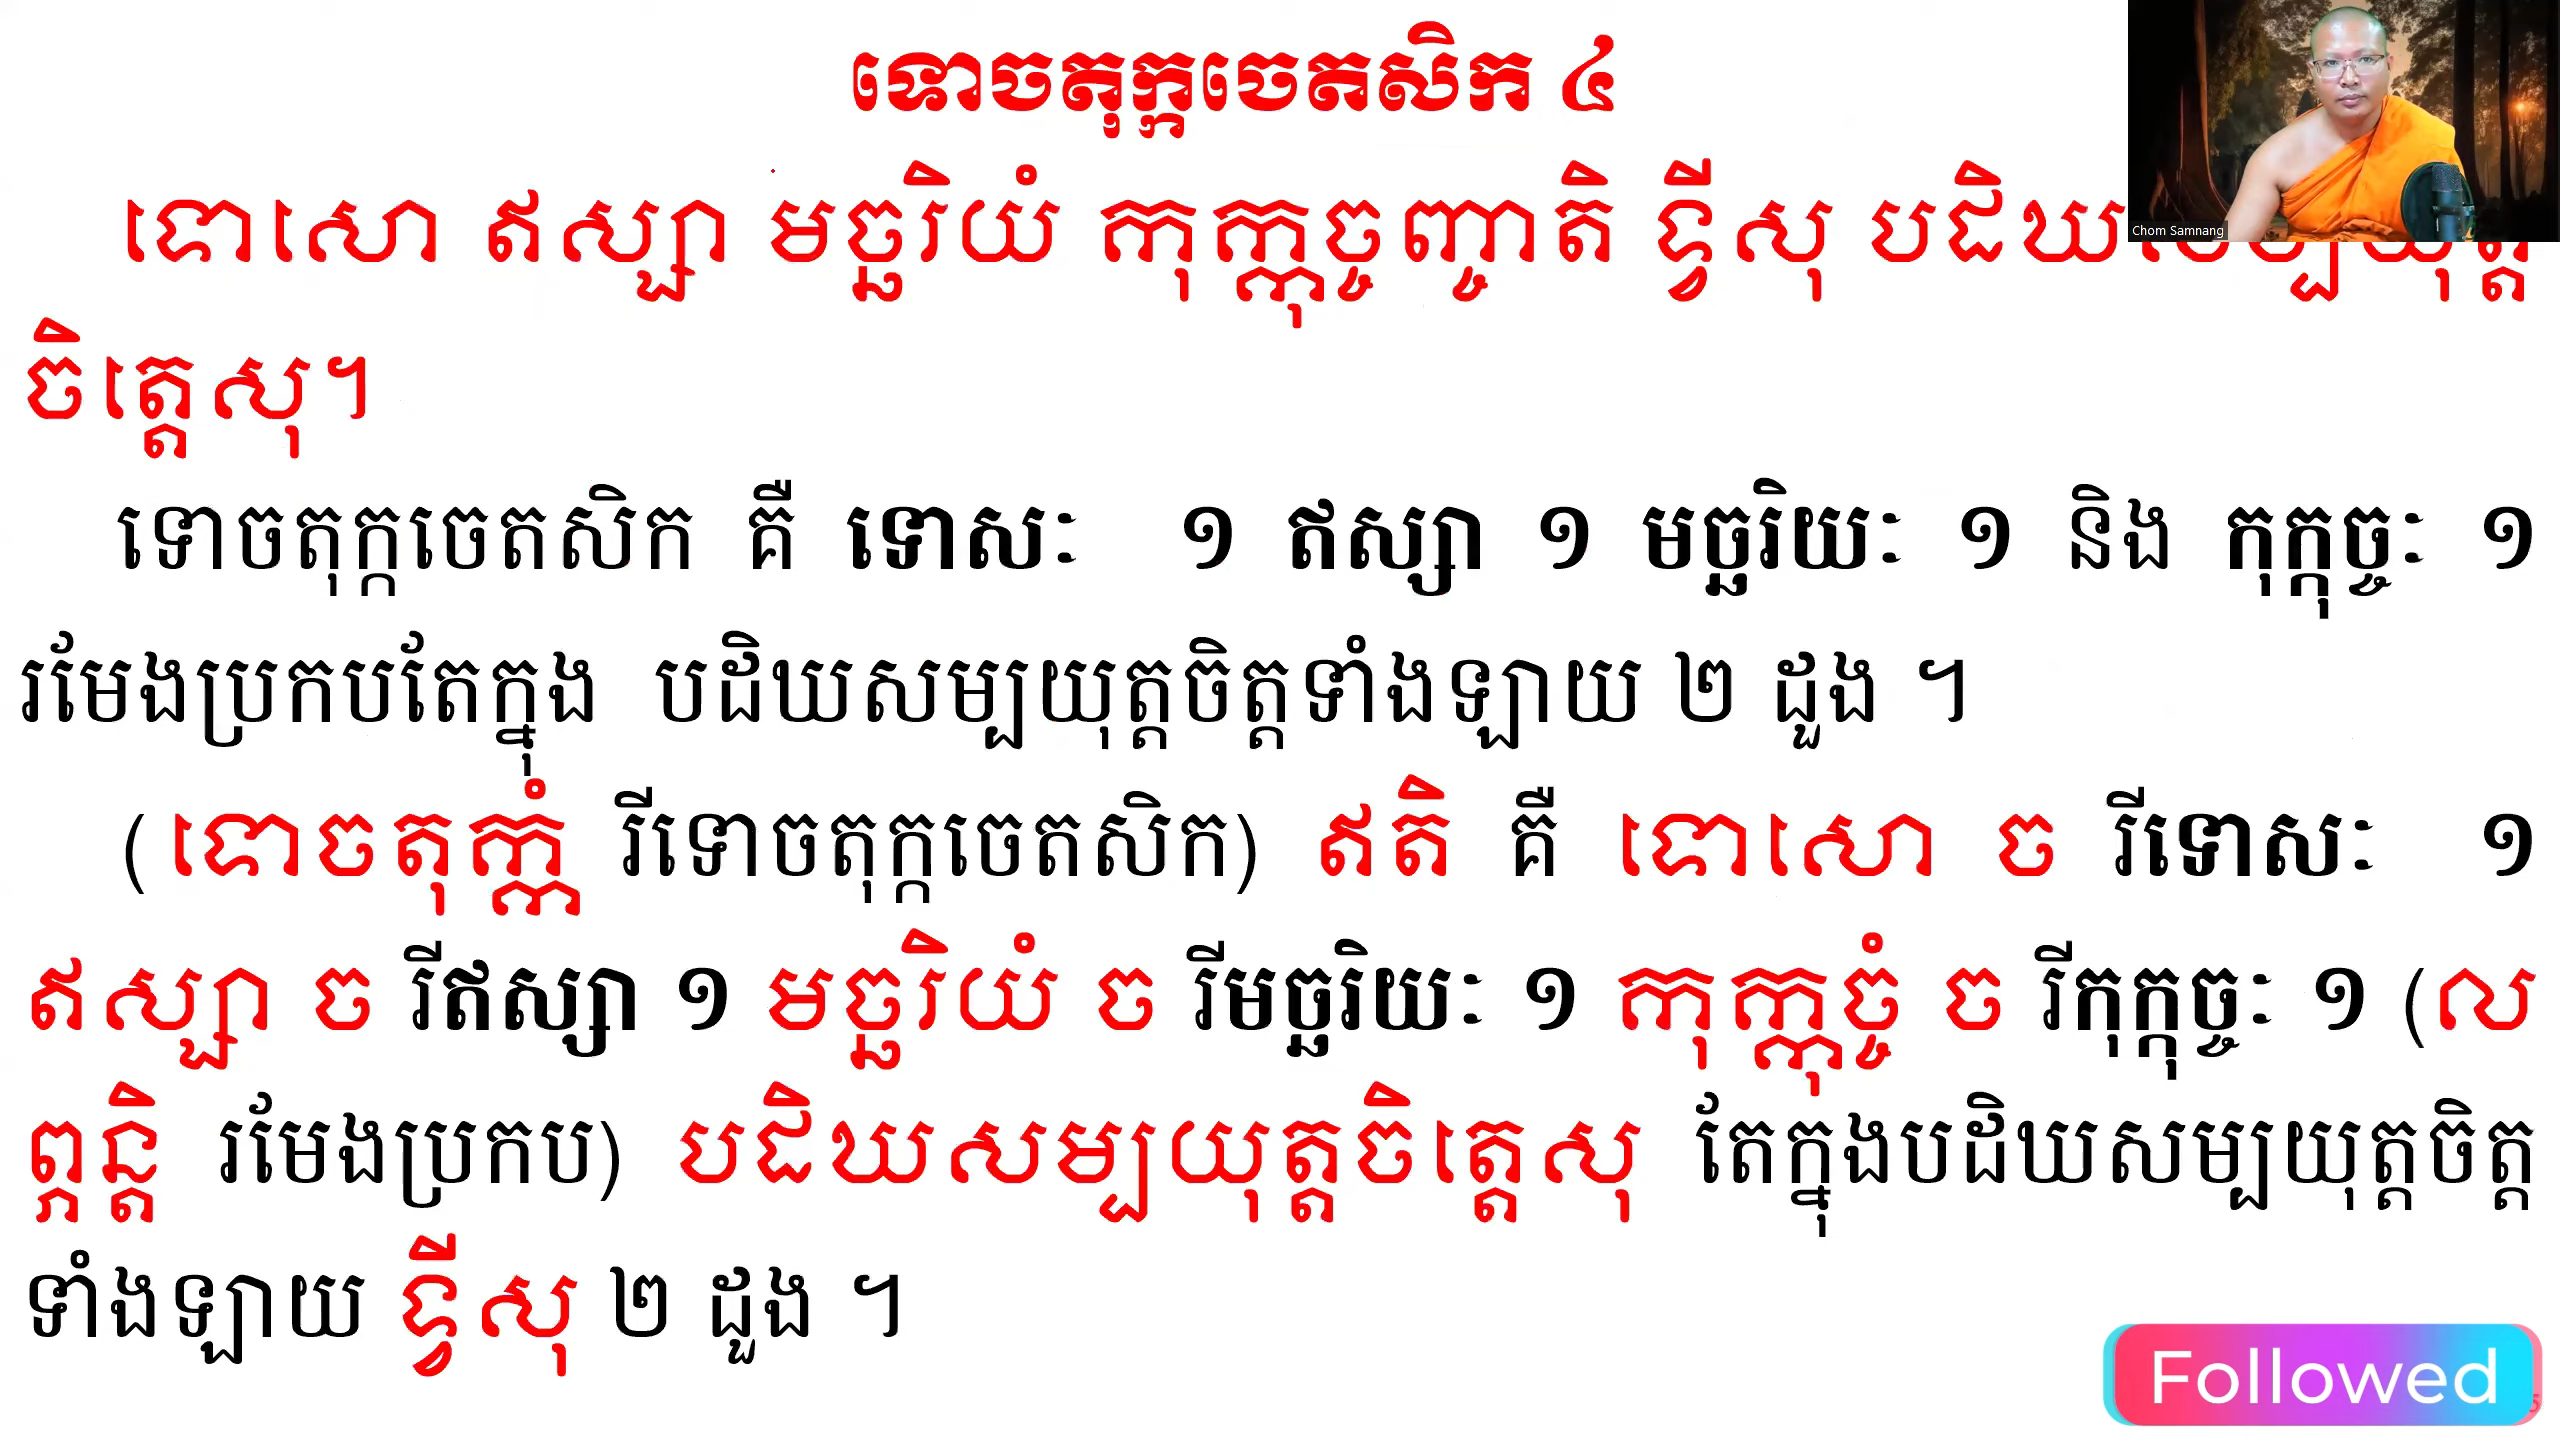 ទោចតុក្កចេតសិក ៤
Chom Samnang
ទោសោ ឥស្សា មច្ឆរិយំ កុក្កុច្ចញ្ចាតិ ទ្វីសុ បដិឃសម្បយុត្ត
ចិត្តេសុ។
ទោចតុក្កចេតសិក គឺ ទោសៈ ១ ឥស្សា ១ មច្ឆរិយៈ ១ និង កុក្កុច្ចៈ ១
រមែងប្រកបតែក្នុង បដិឃសម្បយុត្តចិត្តទាំងឡាយ ២ ដួង ។
(ទោចតុក្កំ រីទោចតុក្កចេតសិក) ឥតិ គឺ ទោសោ ច រីទោសៈ ១
ឥស្សា ច រីឥស្សា ១ មច្ឆរិយំ ច រីមច្ឆរិយៈ ១ កុក្កុច្ចំ ច រីកុក្កុច្ចៈ ១ (ល
ព្ភន្តិ រមែងប្រកប) បដិឃសម្បយុត្តចិត្តេសុ តែក្នុងបដិឃសម្បយុត្តចិត្ត
ទាំងឡាយ ទ្វីសុ ២ ដួង ។
Followed